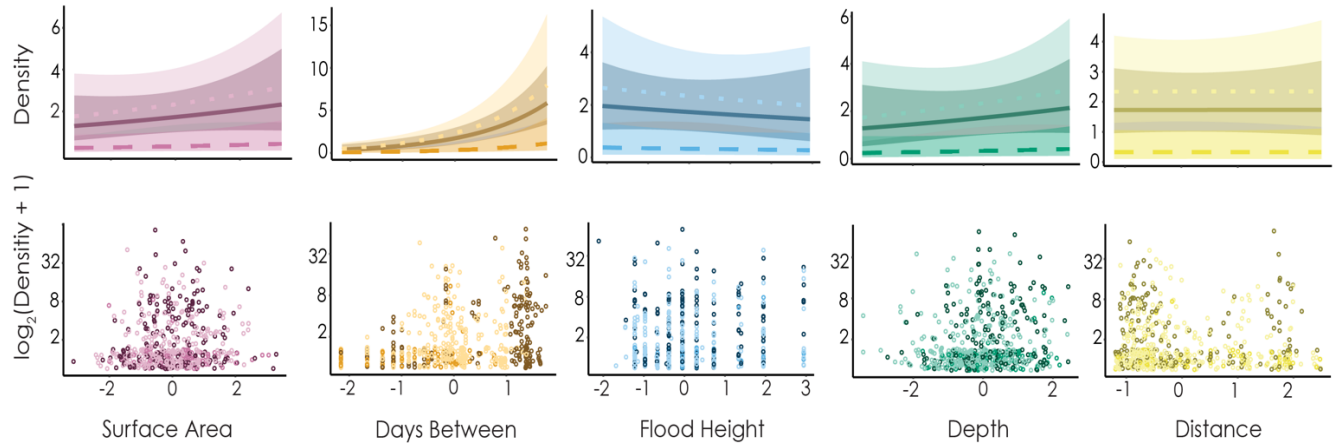 Density
6
4
2
15
10
5
0
4
2
0
6
4
2
0
4
3
2
1
0
log₂(Densitiy + 1)
32
8
2
32
8
2
32
8
2
32
8
2
32
8
2
-2 0 2
-2 -1 0 1
-2 -1 0 1 2 3
-2 0 2
-1 0 1 2
Surface Area
Days Between
Flood Height
Depth
Distance